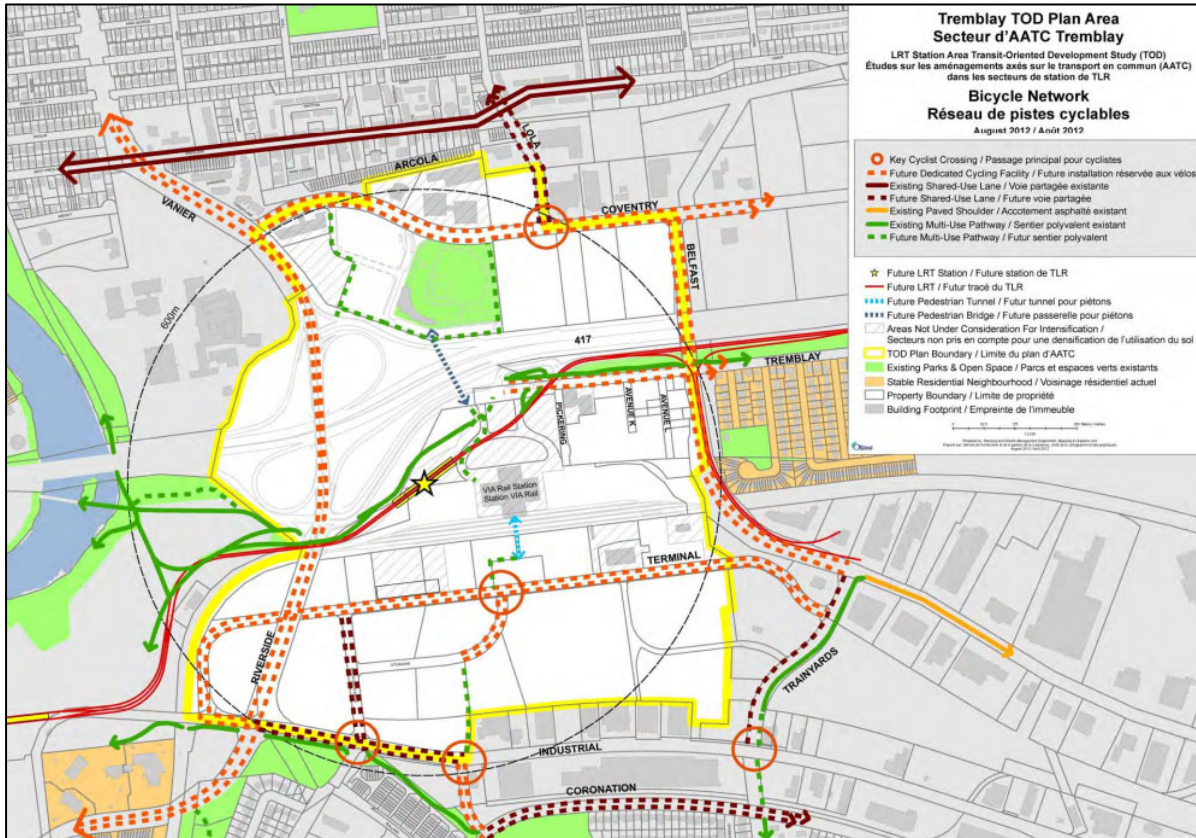 Tremblay TOD Plan Area
Secteur d'AATC Tremblay
LRT Station Area Transit-Oriented Development Study (TOD)
Études sur les aménagements axés sur le transport en commun (AATC)
dans les secteurs de station de TLR
Bicycle Network
Réseau de pistes cyclables
August 2012 / Août 2012
Key Cyclist Crossing / Passage principal pour cyclistes
Future Dedicated Cycling Facility / Future installation réservée aux vélos
Existing Shared-Use Lane / Voie partagée existante
Future Shared-Use Lane / Future voie partagée
Existing Paved Shoulder / Accotement asphalté existant
Existing Multi-Use Pathway / Sentier polyvalent existant
Future Multi-Use Pathway / Futur sentier polyvalent
Future LRT Station / Future station de TLR
Future LRT / Futur tracé du TLR
Future Pedestrian Tunnel / Futur tunnel pour piétons
Future Pedestrian Bridge / Future passerelle pour piétons
Areas Not Under Consideration For Intensification /
Secteurs non pris en compte pour une densification de l'utilisation du sol
TOD Plan Boundary / Limite du plan d'AATC
Existing Parks & Open Space / Parcs et espaces verts existants
Stable Residential Neighbourhood / Voisinage résidentiel actuel
Property Boundary / Limite de propriété
Building Footprint / Empreinte de l'immeuble
LOLA
ARCOLA
VANIER
COVENTRY
BELFAST
600m
417
TREMBLAY
PICKERING
AVENUE K
AVENUE L
VIA Rail Station
Station VIA Rail
TERMINAL
RIVERSIDE
TRAINYARDS
INDUSTRIAL
CORONATION